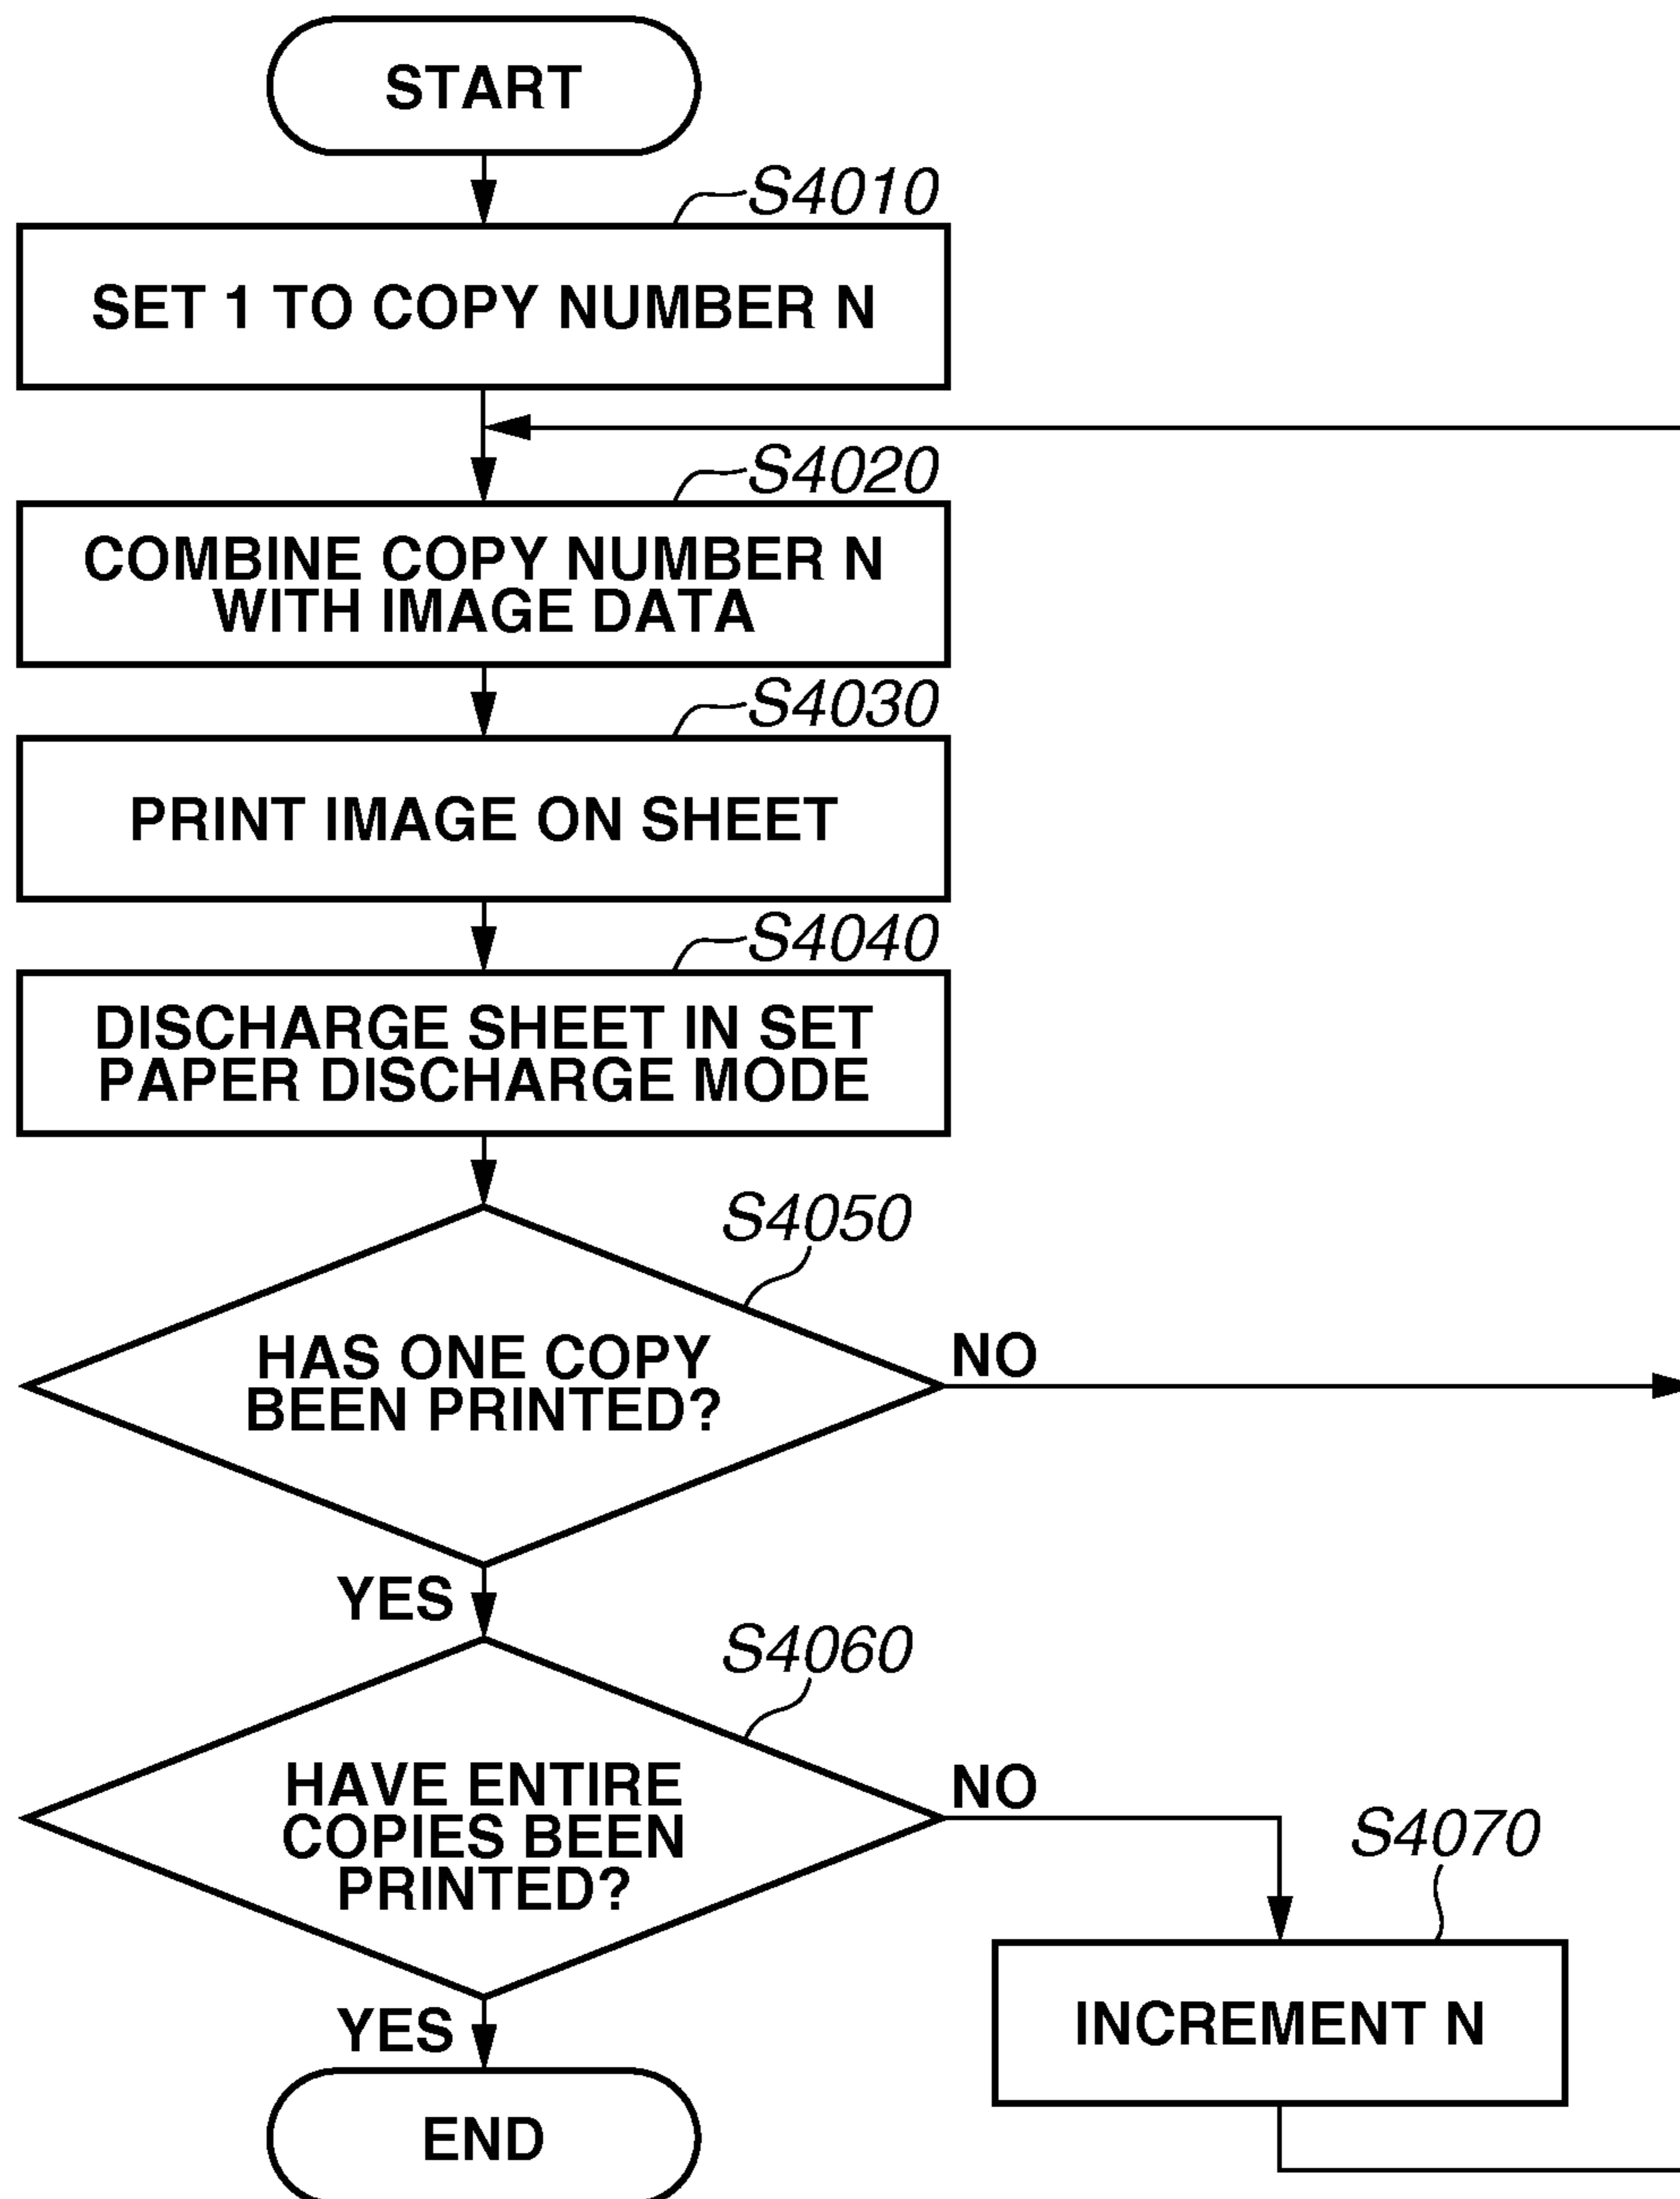 START
S4010
SET 1 TO COPY NUMBER N
S4020
COMBINE COPY NUMBER N
WITH IMAGE DATA
S4030
PRINT IMAGE ON SHEET
S4040
DISCHARGE SHEET IN SET
PAPER DISCHARGE MODE
S4050
HAS ONE COPY
BEEN PRINTED?
NO
YES
S4060
HAVE ENTIRE
COPIES BEEN
PRINTED?
NO
S4070
INCREMENT N
YES
END